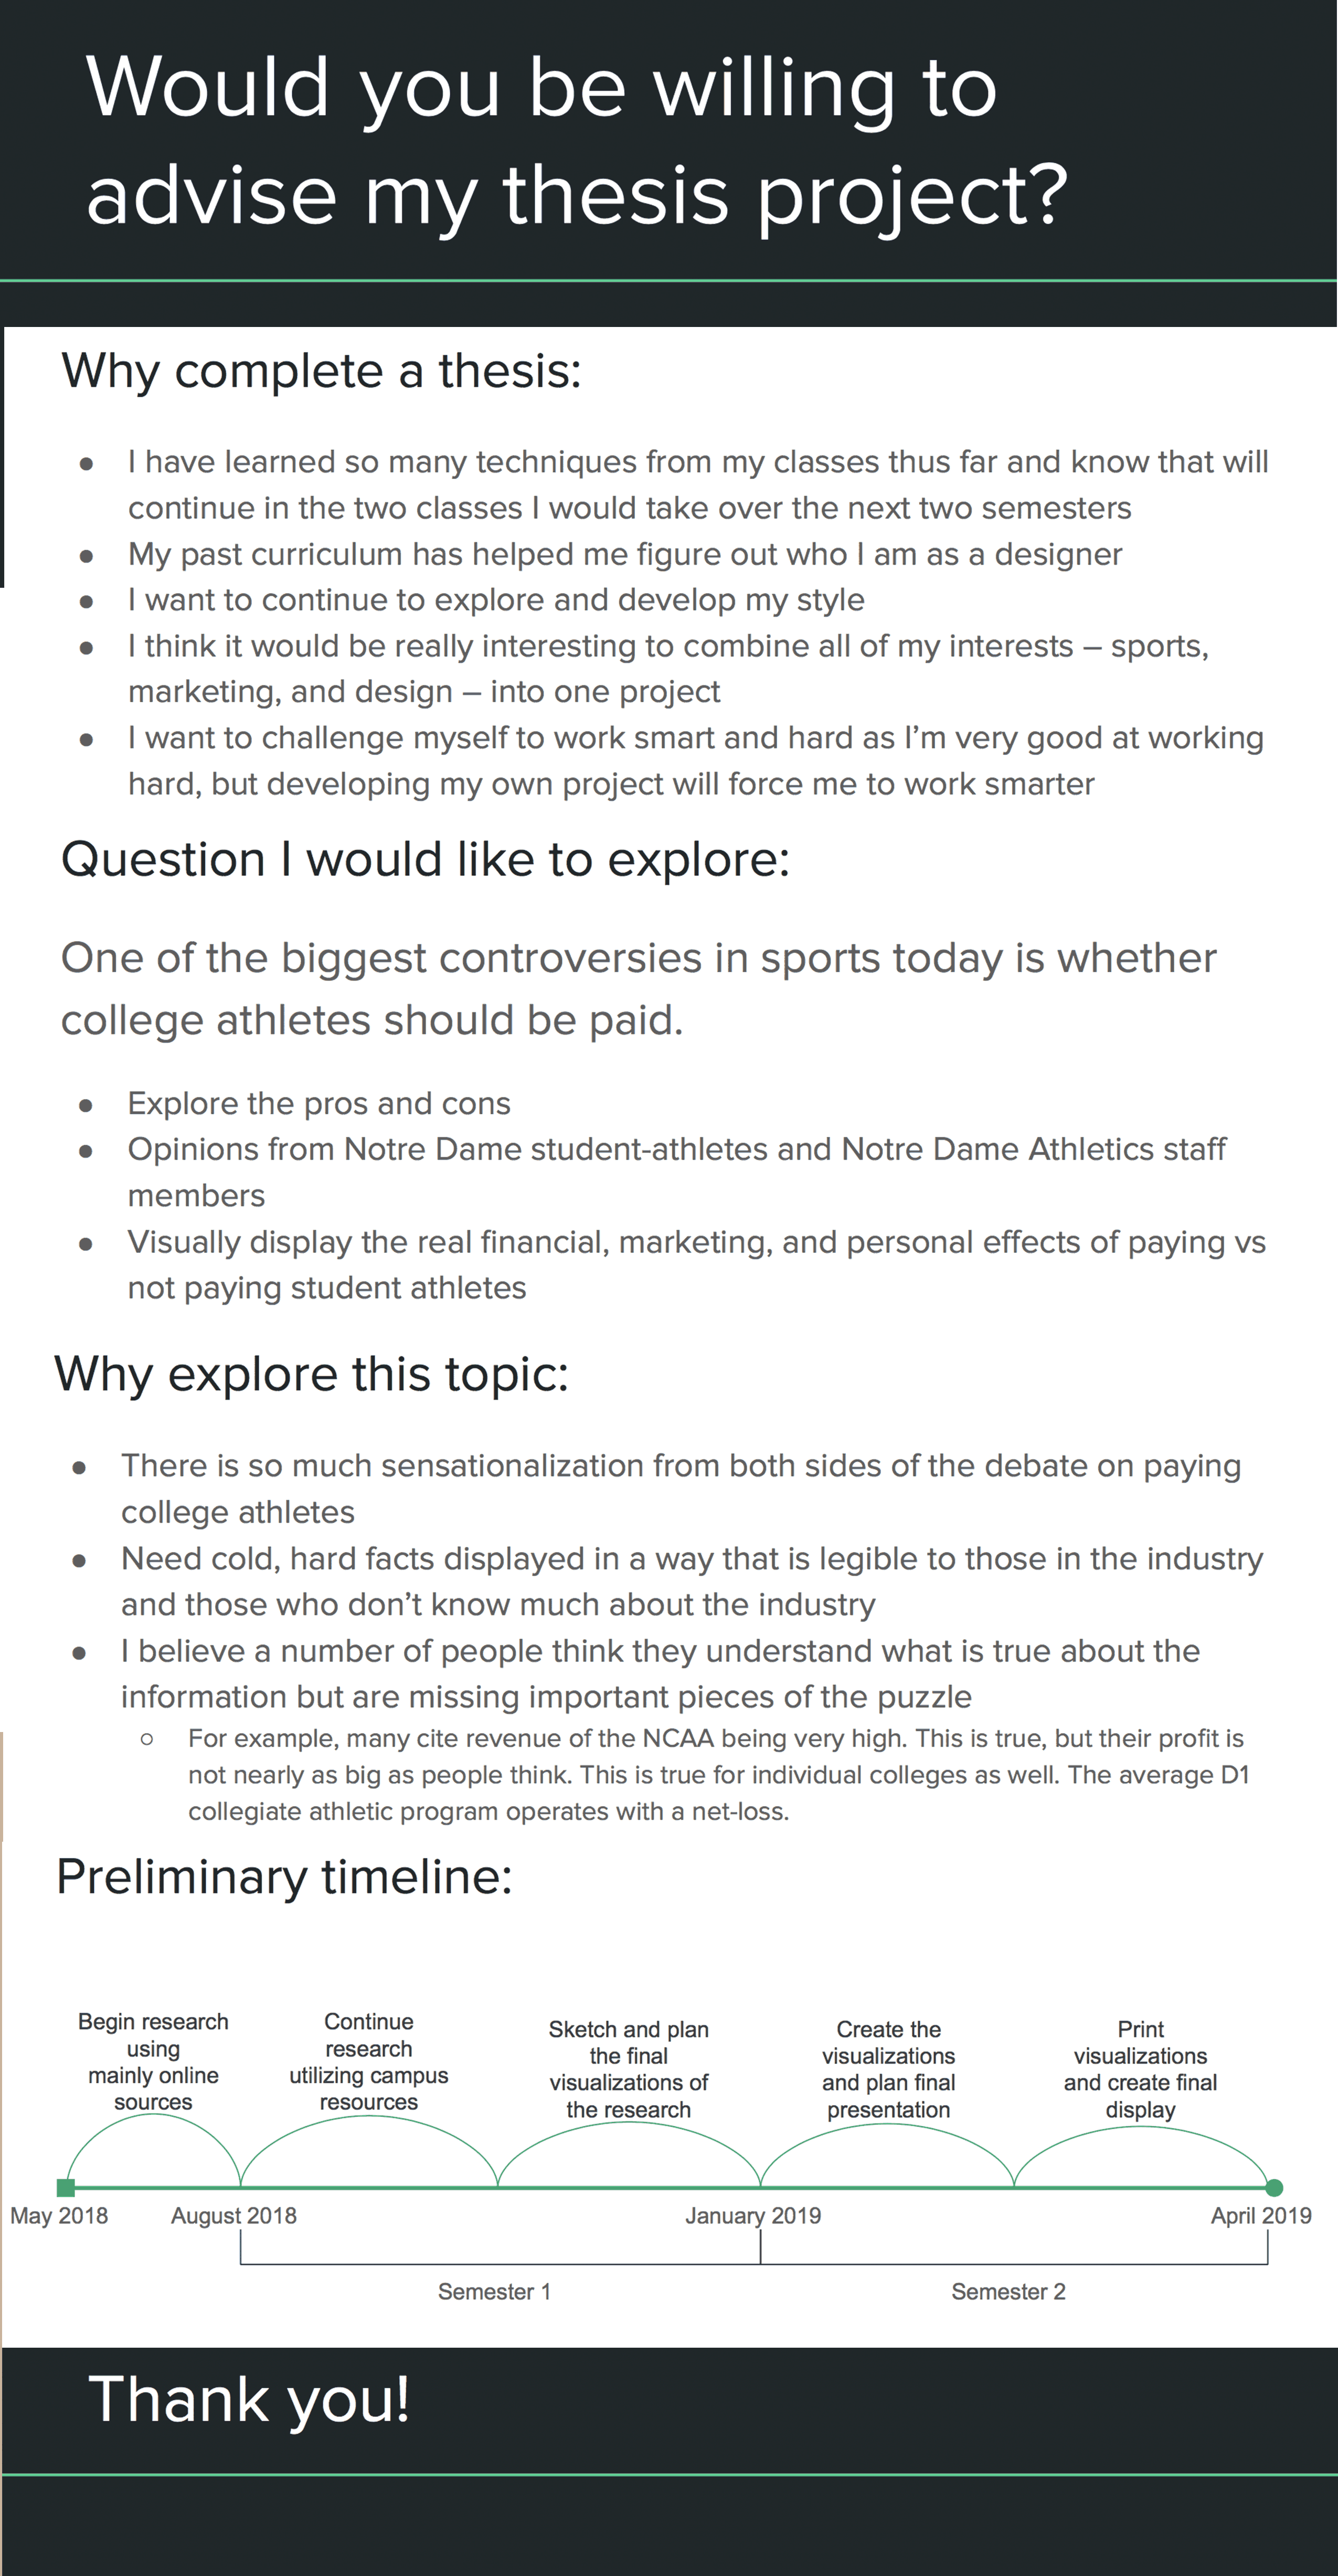 Would you be willing to
advise my thesis project?
Why complete a thesis:
● I have learned so many techniques from my classes thus far and know that will
continue in the two classes I would take over the next two semesters
● My past curriculum has helped me figure out who I am as a designer
● I want to continue to explore and develop my style
● I think it would be really interesting to combine all of my interests – sports,
marketing, and design – into one project
● I want to challenge myself to work smart and hard as I’m very good at working
hard, but developing my own project will force me to work smarter
Question I would like to explore:
One of the biggest controversies in sports today is whether
college athletes should be paid.
● Explore the pros and cons
● Opinions from Notre Dame student-athletes and Notre Dame Athletics staff
members
● Visually display the real financial, marketing, and personal effects of paying vs
not paying student athletes
Why explore this topic:
● There is so much sensationalization from both sides of the debate on paying
college athletes
● Need cold, hard facts displayed in a way that is legible to those in the industry
and those who don’t know much about the industry
● I believe a number of people think they understand what is true about the
information but are missing important pieces of the puzzle
○ For example, many cite revenue of the NCAA being very high. This is true, but their profit is
not nearly as big as people think. This is true for individual colleges as well. The average D1
collegiate athletic program operates with a net-loss.
Preliminary timeline:
Begin research
using
mainly online
sources
Continue
research
utilizing campus
resources
Sketch and plan
the final
visualizations of
the research
Create the
visualizations
and plan final
presentation
Print
visualizations
and create final
display
May 2018
August 2018
January 2019
April 2019
Semester 1
Semester 2
Thank you!